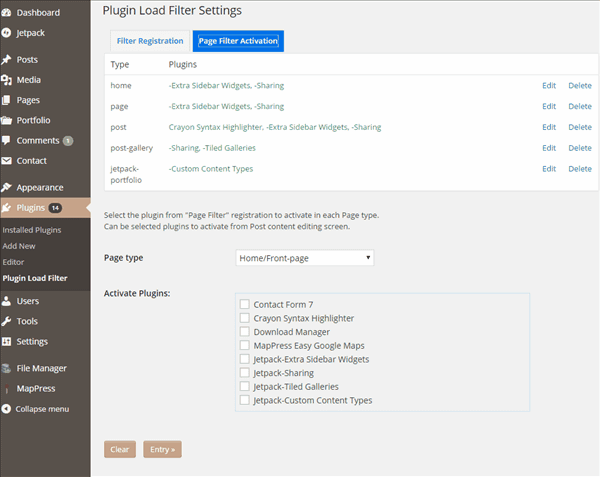 Dashboard
Jetpack
Posts
Media
Pages
Portfolio
Comments 1
Contact
Appearance
Plugins 14
Installed Plugins
Add New
Editor
Plugin Load Filter
Users
Tools
Settings
File Manager
MapPress
Collapse menu
Plugin Load Filter Settings
Filter Registration Page Filter Activation
Type Plugins
home -Extra Sidebar Widgets, -Sharing Edit Delete
page -Extra Sidebar Widgets, -Sharing Edit Delete
post Crayon Syntax Highlighter, -Extra Sidebar Widgets, -Sharing Edit Delete
post-gallery -Sharing, -Tiled Galleries Edit Delete
jetpack- -Custom Content Types Edit Delete
portfolio
Select the plugin from "Page Filter" registration to activate in each Page type.
Can be selected plugins to activate from Post content editing screen.
Page type Home/Front-page
Activate Plugins:
Contact Form 7
Crayon Syntax Highlighter
Download Manager
MapPress Easy Google Maps
Jetpack-Extra Sidebar Widgets
Jetpack-Sharing
Jetpack-Tiled Galleries
Jetpack-Custom Content Types
Clear Entry »